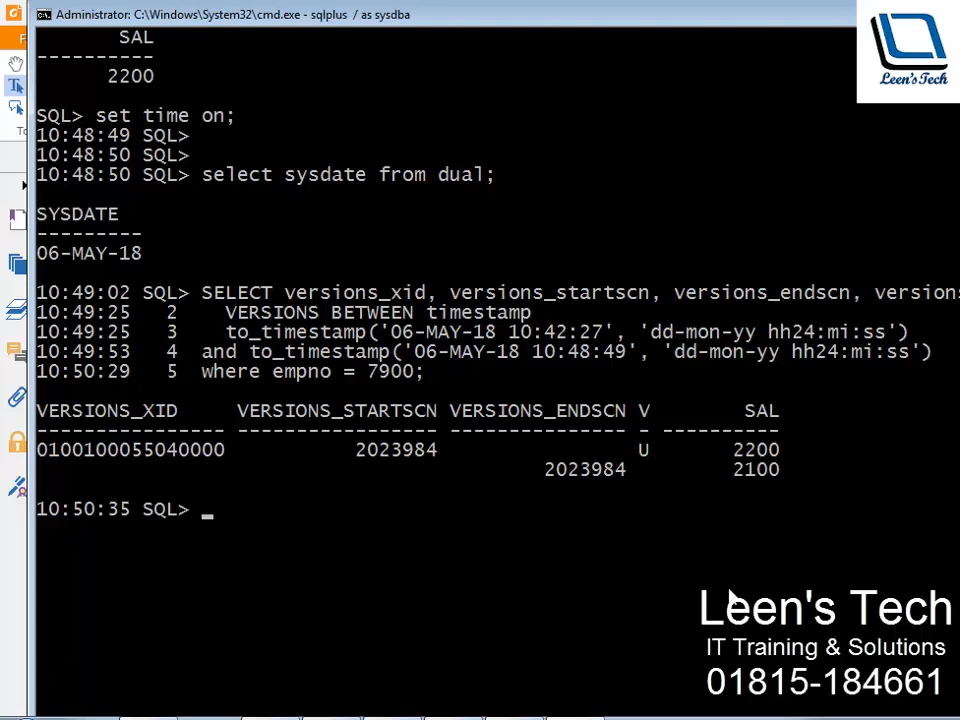 Administrator: C:\Windows\System32\cmd.exe - sqlplus / as sysdba
Leen'sTech
SAL
----------
2200
SQL> set time on;
10:48:49 SQL>
10:48:50 SQL>
10:48:50 SQL> select sysdate from dual;
SYSDATE
---------
06-MAY-18
10:49:02 SQL> SELECT versions_xid, versions_startscn, versions_endscn, versions
10:49:25 2 VERSIONS BETWEEN timestamp
10:49:25 3 to_timestamp('06-MAY-18 10:42:27', 'dd-mon-yy hh24:mi:ss')
10:49:53 4 and to_timestamp('06-MAY-18 10:48:49', 'dd-mon-yy hh24:mi:ss')
10:50:29 5 where empno = 7900;
VERSIONS_XID VERSIONS_STARTSCN VERSIONS_ENDSCN V SAL
---------------- ----------------- --------------- - ----------
0100100055040000 2023984 U 2200
2023984 2100
10:50:35 SQL> _
Leen's Tech
IT Training & Solutions
01815-184661